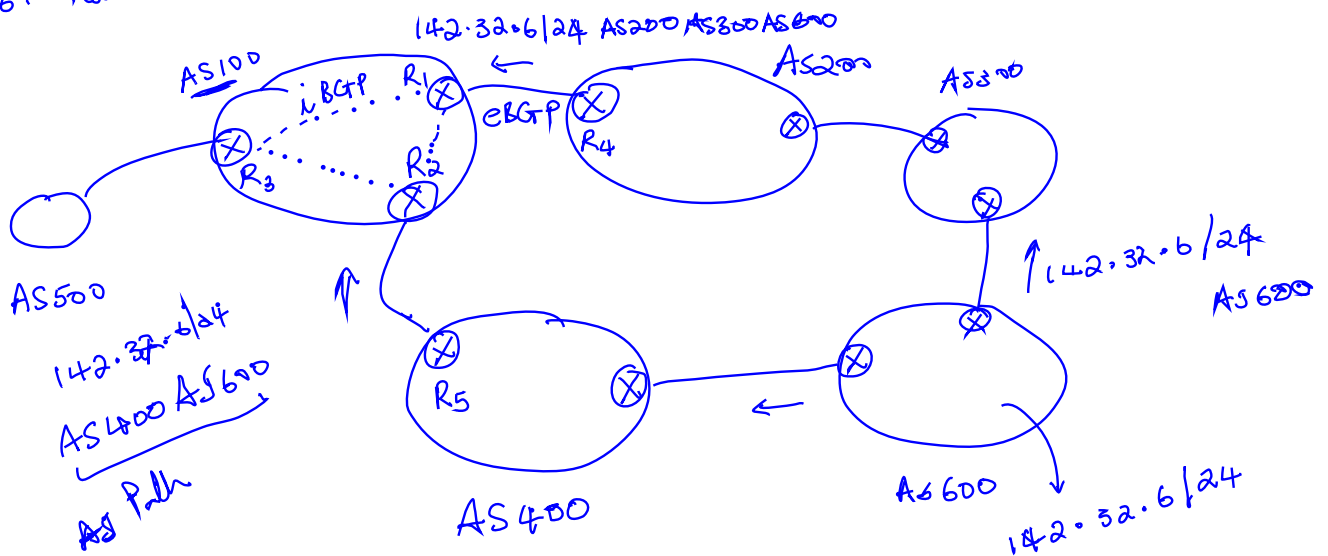 142.32.6/24 AS200 AS300 AS600
AS100
AS200
AS300
iBGP
R1
eBGP
R4
R2
R3
142.32.6/24
AS600
AS500
142.32.6/24
AS400 AS600
AS Path
R5
AS400
AS600
142.32.6/24